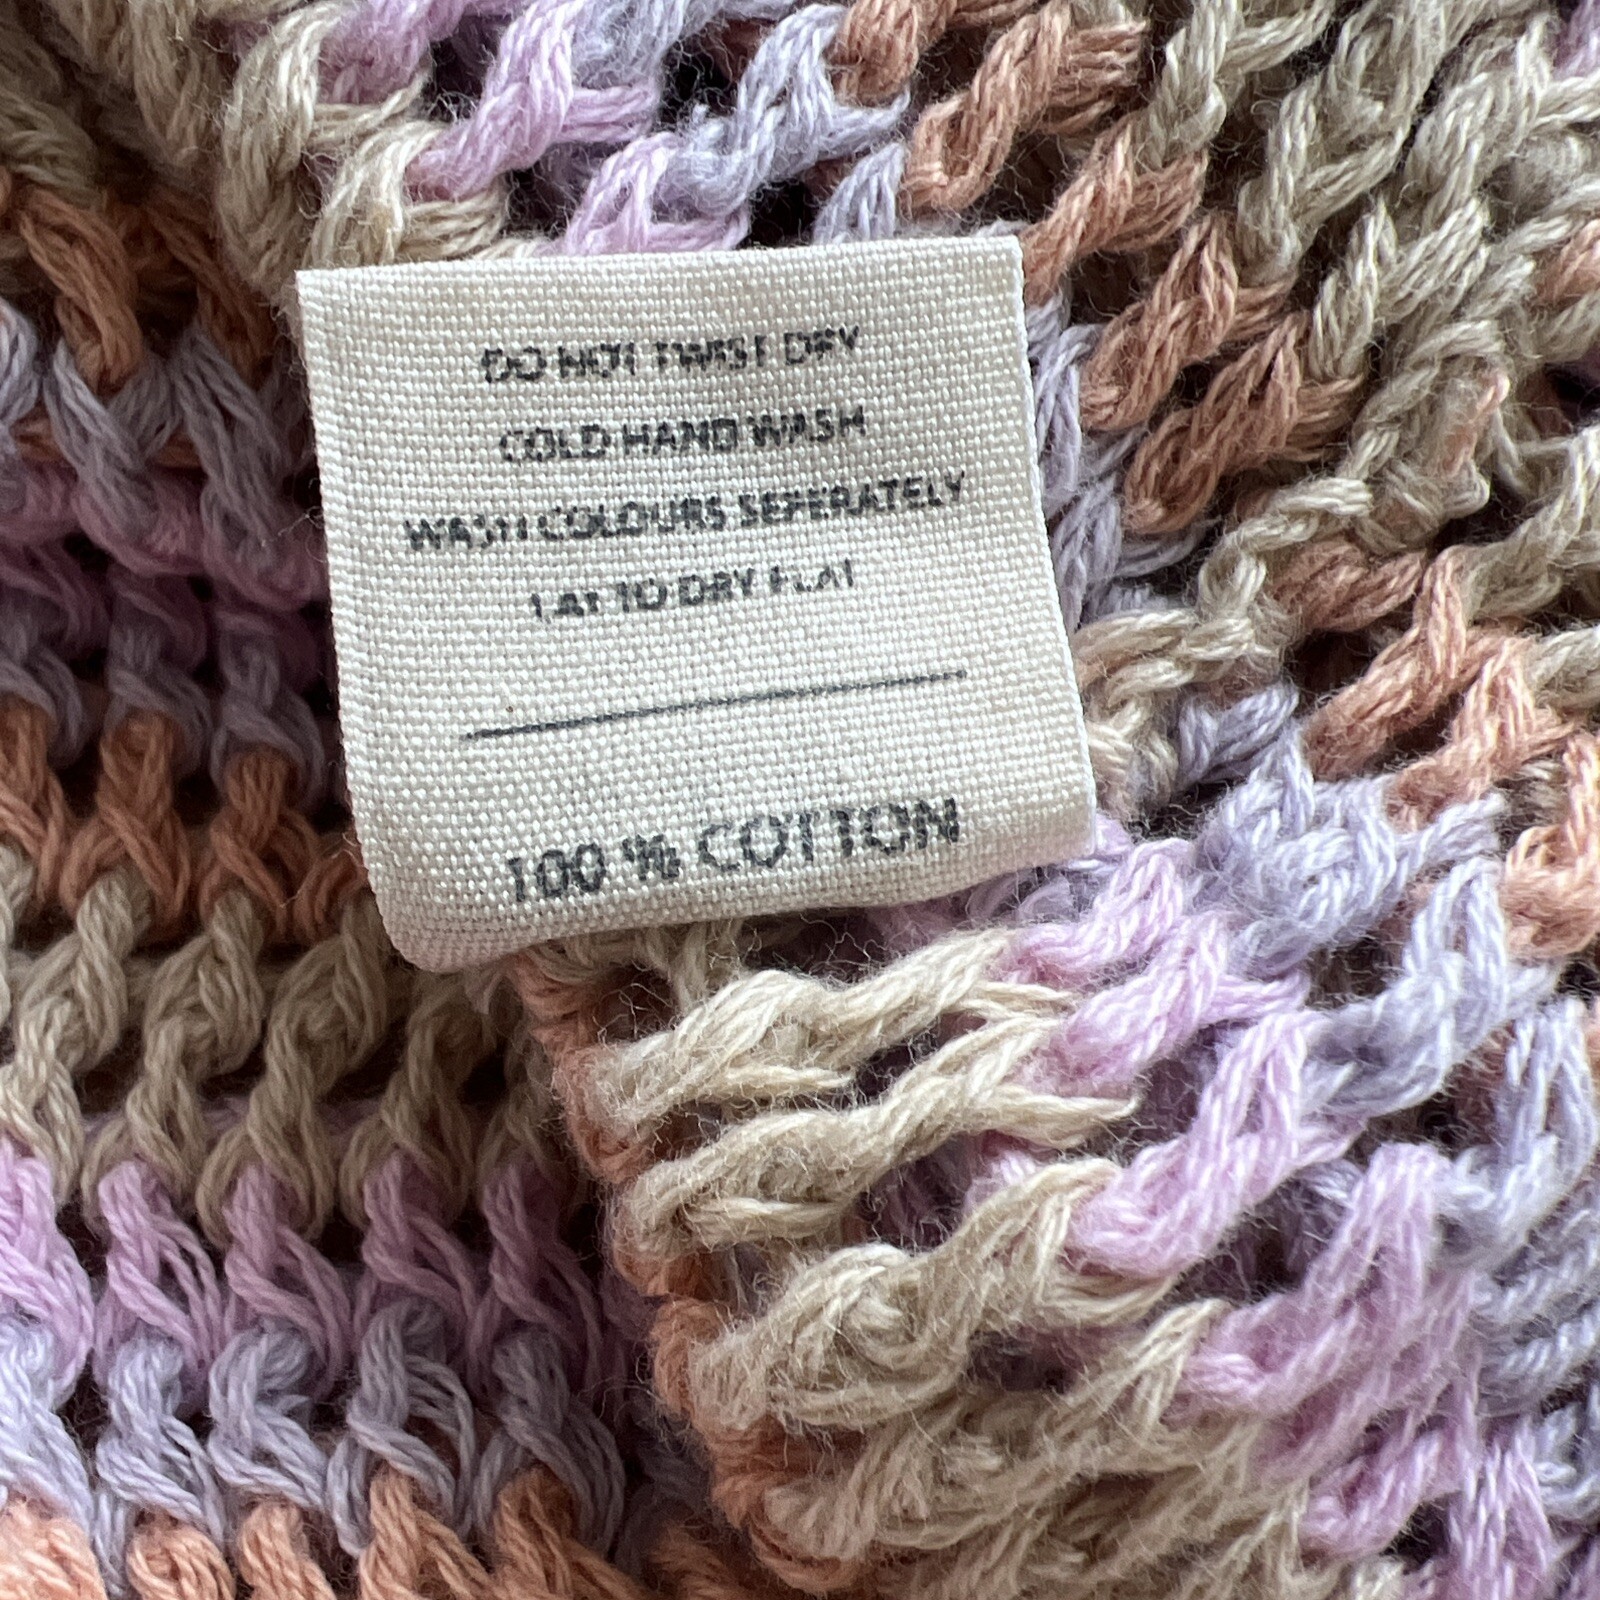 DO NOT TWIST DRY
COLD HAND WASH
WASH COLOURS SEPERATELY
LAY TO DRY FLAT
100 % COTTON